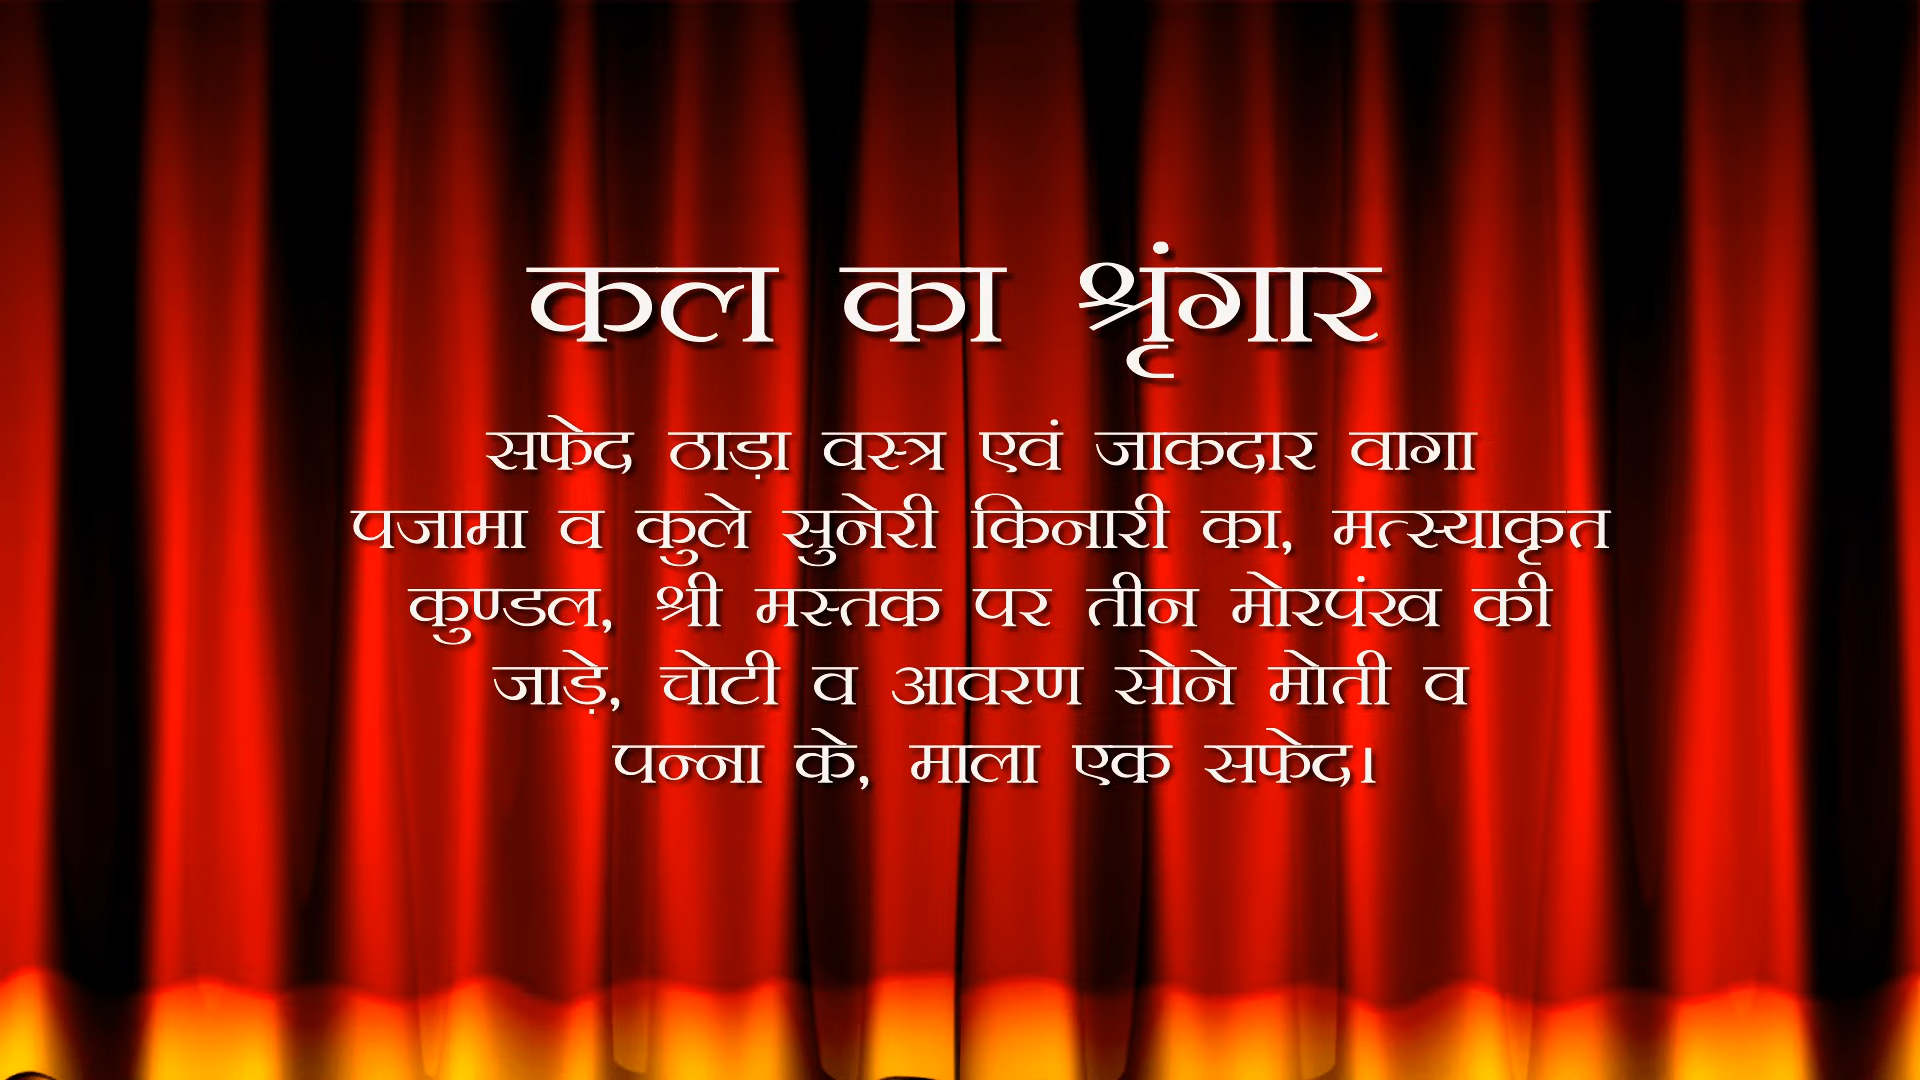 कल का श्रृंगार
सफेद ठाड़ा वस्त्र एवं जाकदार वागा
पजामा व कुले सुनेरी किनारी का, मत्स्याकृत
कुण्डल, श्री मस्तक पर तीन मोरपंख की
जाड़े, चोटी व आवरण सोने मोती व
पन्ना के, माला एक सफेद।